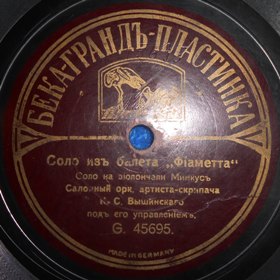 БЕКА-ГРАНДЪ-ПЛАСТИНКА
Соло изъ балета „Фіаметта“
Соло на віолончали Минкусъ
Салонный орк. артиста-скрипача
К. С. Вышинскаго
подъ его управленіемъ.
G. 45695.
MADE IN GERMANY